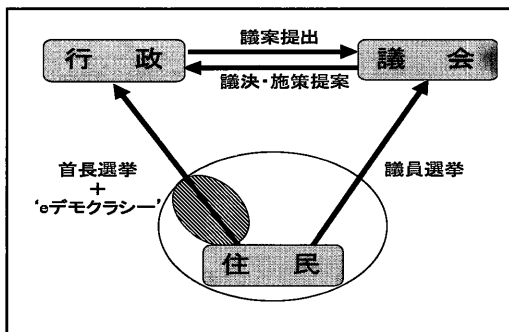 議案提出
行　政
議　会
議決・施策提案
首長選挙
+
‘eデモクラシー’
議員選挙
住　民